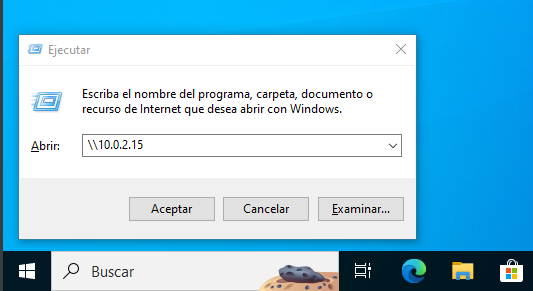 Ejecutar
Escriba el nombre del programa, carpeta, documento o
recurso de Internet que desea abrir con Windows.
Abrir: \\10.0.2.15
Aceptar Cancelar Examinar...
Buscar